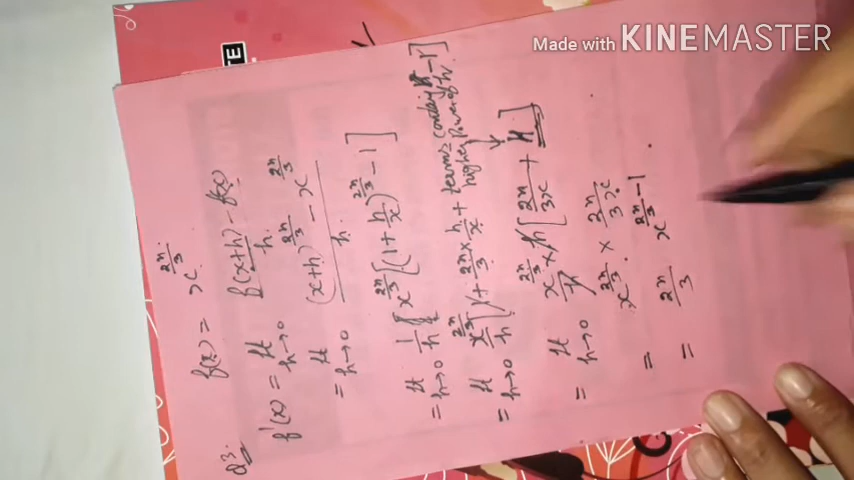 Made with KINEMASTER
TE
Q3. f(x) = x^(2n/3)
f'(x) = lt h→0 (f(x+h) - f(x))/h
= lt h→0 ((x+h)^(2n/3) - x^(2n/3))/h
= lt h→0 1/h [x^(2n/3) [(1 + h/x)^(2n/3) - 1]
= lt h→0 x^(2n/3)/h [1 + 2n/3 × h/x + terms higher power of h - 1]
= lt h→0 x^(2n/3)/h × h [2n/3x + H]
= x^(2n/3) × 2n/3x
= 2n/3 x^(2n/3 - 1).